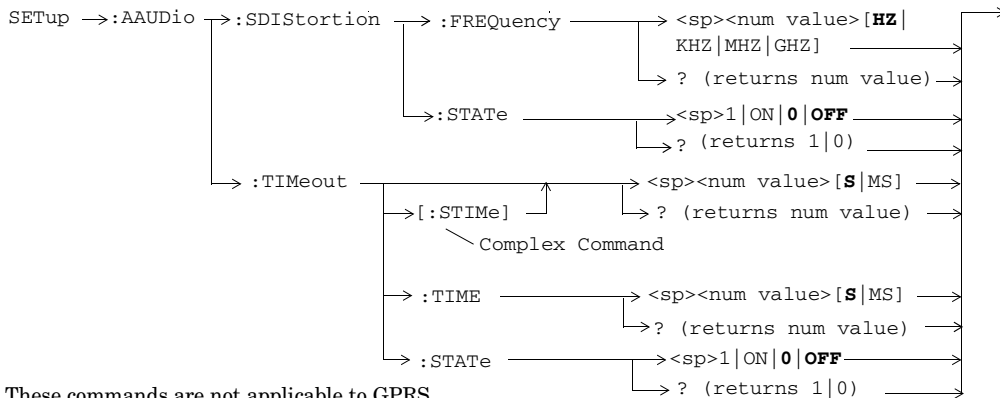 SETup :AAUDio :SDIStortion :FREQuency <sp><num value>[HZ|
KHZ|MHZ|GHZ]
? (returns num value)
:STATe <sp>1|ON|0|OFF
? (returns 1|0)
:TIMeout <sp><num value>[S|MS]
[:STIMe] ? (returns num value)
Complex Command
:TIME <sp><num value>[S|MS]
? (returns num value)
:STATe <sp>1|ON|0|OFF
? (returns 1|0)
These commands are not applicable to GPRS